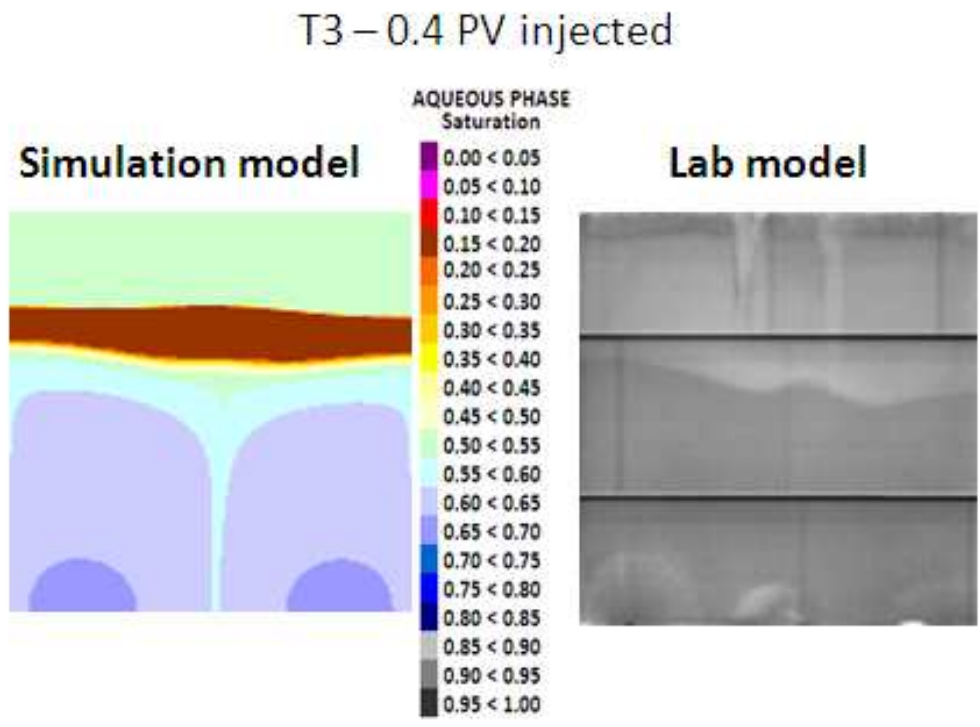 T3 – 0.4 PV injected
AQUEOUS PHASE
Saturation
Simulation model
Lab model
0.00 < 0.05
0.05 < 0.10
0.10 < 0.15
0.15 < 0.20
0.20 < 0.25
0.25 < 0.30
0.30 < 0.35
0.35 < 0.40
0.40 < 0.45
0.45 < 0.50
0.50 < 0.55
0.55 < 0.60
0.60 < 0.65
0.65 < 0.70
0.70 < 0.75
0.75 < 0.80
0.80 < 0.85
0.85 < 0.90
0.90 < 0.95
0.95 < 1.00